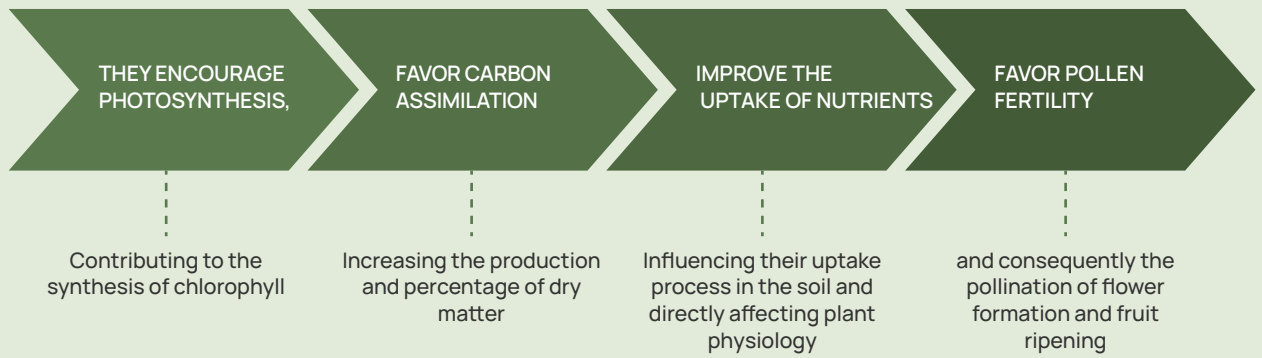 THEY ENCOURAGE
PHOTOSYNTHESIS,
FAVOR CARBON
ASSIMILATION
IMPROVE THE
UPTAKE OF NUTRIENTS
FAVOR POLLEN
FERTILITY
Contributing to the
synthesis of chlorophyll
Increasing the production
and percentage of dry
matter
Influencing their uptake
process in the soil and
directly affecting plant
physiology
and consequently the
pollination of flower
formation and fruit
ripening